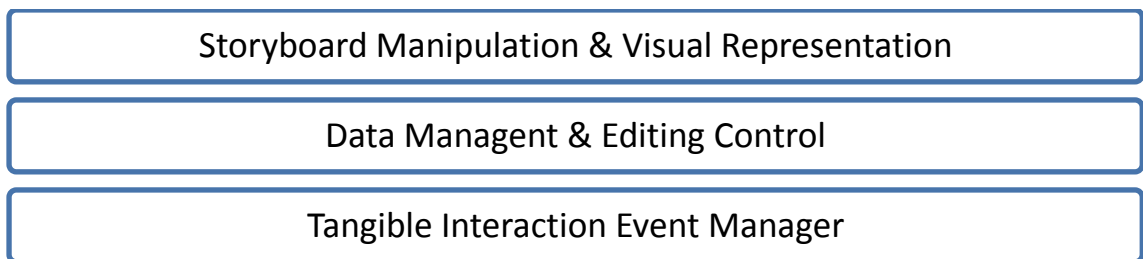 Storyboard Manipulation & Visual Representation
Data Managent & Editing Control
Tangible Interaction Event Manager